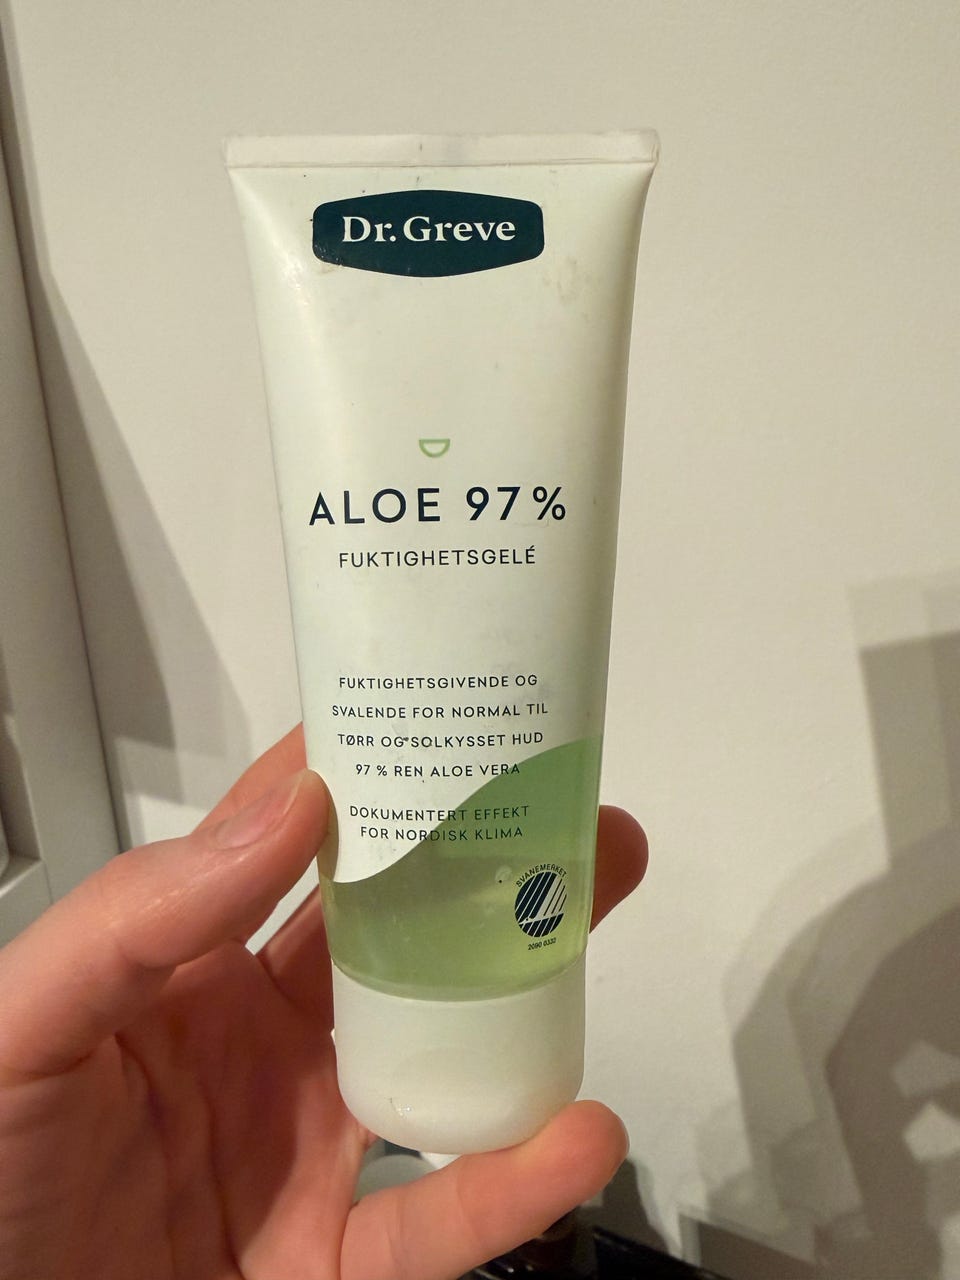 Dr. Greve
ALOE 97 %
FUKTIGHETSGELÉ
FUKTIGHETSGIVENDE OG
SVALENDE FOR NORMAL TIL
TØRR OG SOLKYSSET HUD
97 % REN ALOE VERA
DOKUMENTERT EFFEKT
FOR NORDISK KLIMA
SVANEMERKET
2090 0332